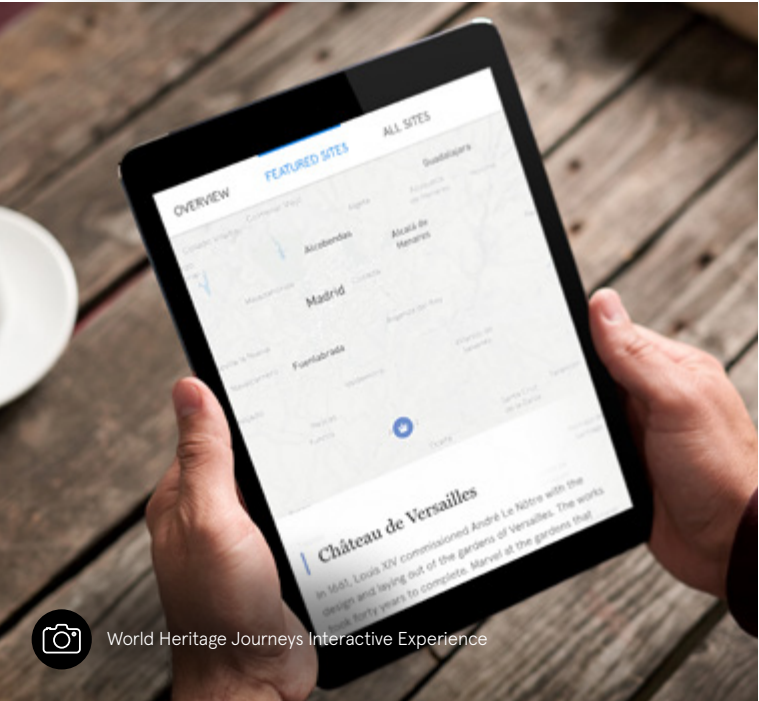 OVERVIEW
FEATURED SITES
ALL SITES
Guadalajara
Alcobendas
Alcalá de
Henares
Madrid
Fuenlabrada
Château de Versailles
In 1661, Louis XIV commissioned André Le Nôtre with the
design and laying out of the gardens of Versailles. The works
took forty years to complete. Marvel at the gardens that
World Heritage Journeys Interactive Experience